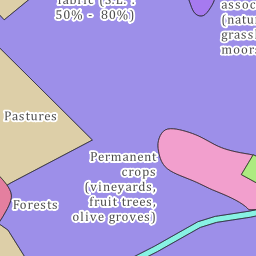 fabric (S.L. :
50% - 80%)
assoc
(natu
grassl
moors
Pastures
Permanent
crops
(vineyards,
fruit trees,
olive groves)
Forests